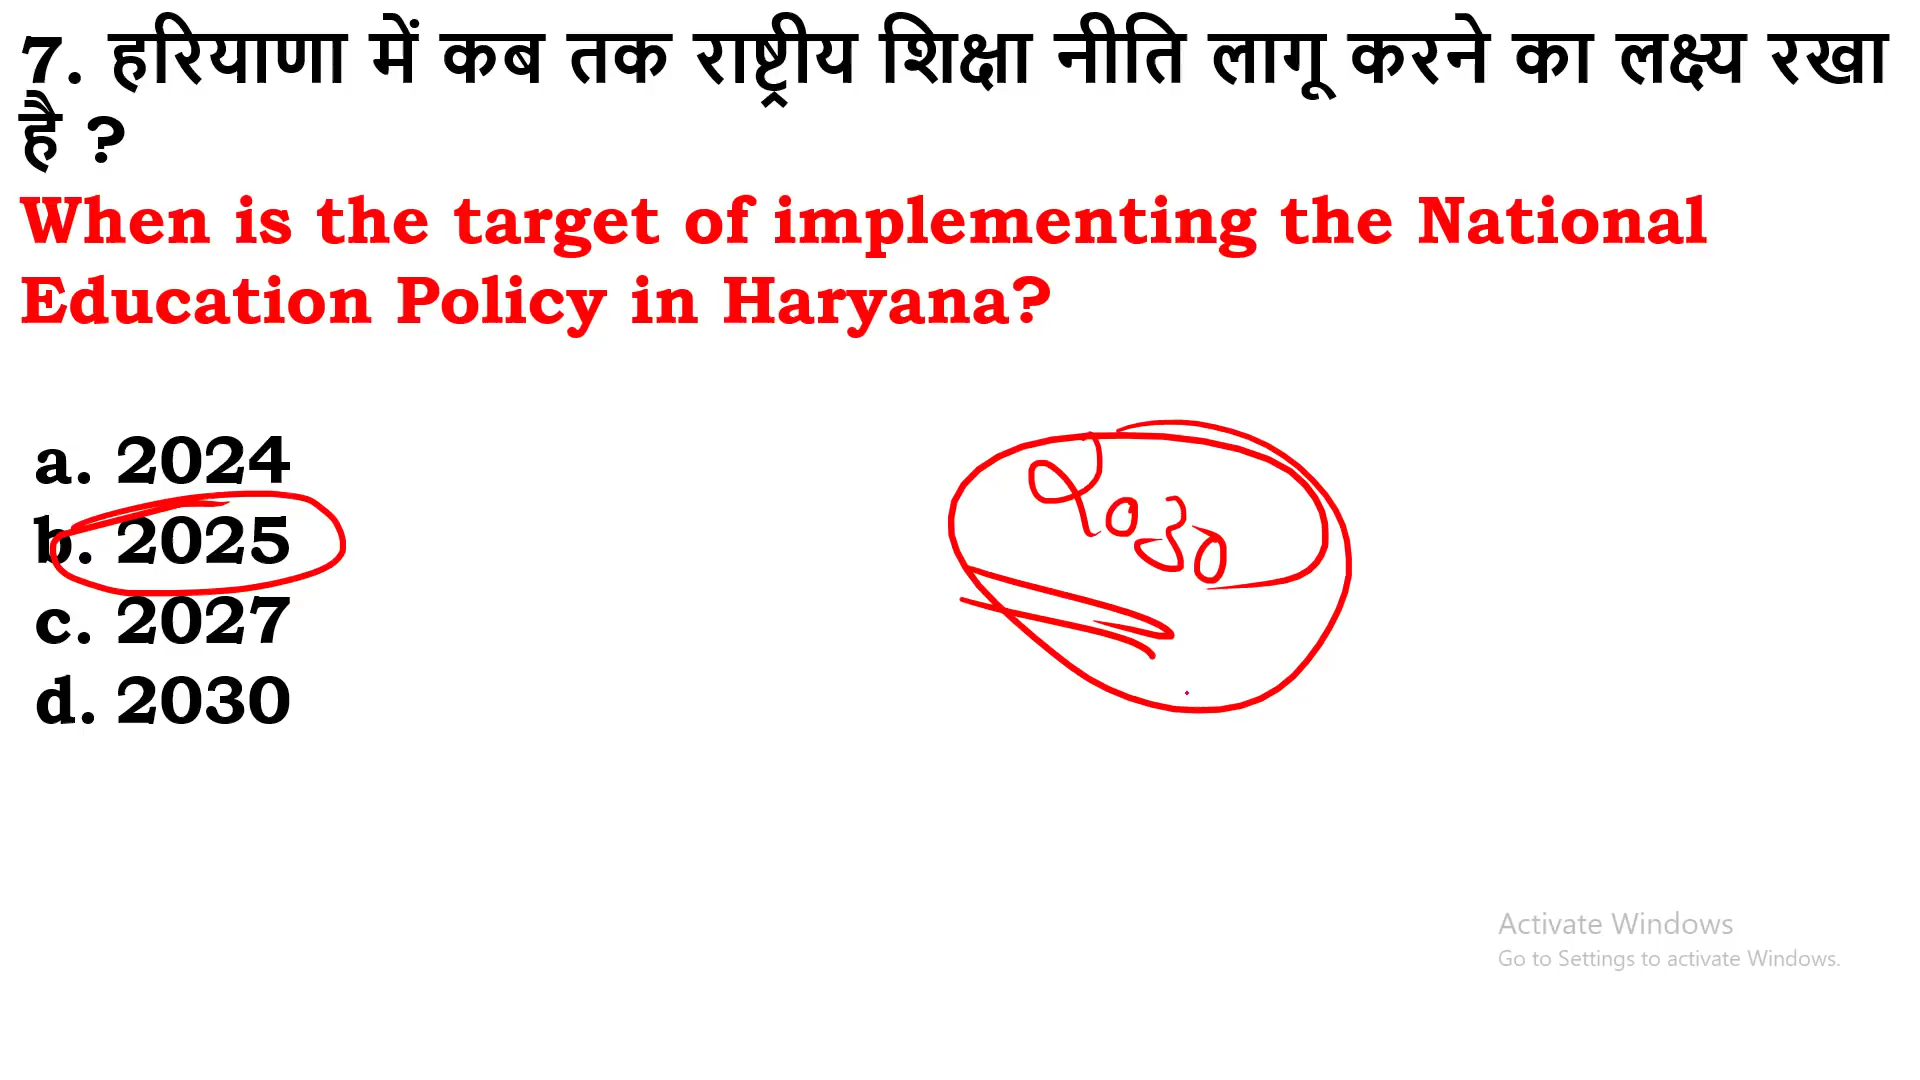 7. हरियाणा में कब तक राष्ट्रीय शिक्षा नीति लागू करने का लक्ष्य रखा
है ?
When is the target of implementing the National
Education Policy in Haryana?
a. 2024
b. 2025
2030
c. 2027
d. 2030
Activate Windows
Go to Settings to activate Windows.